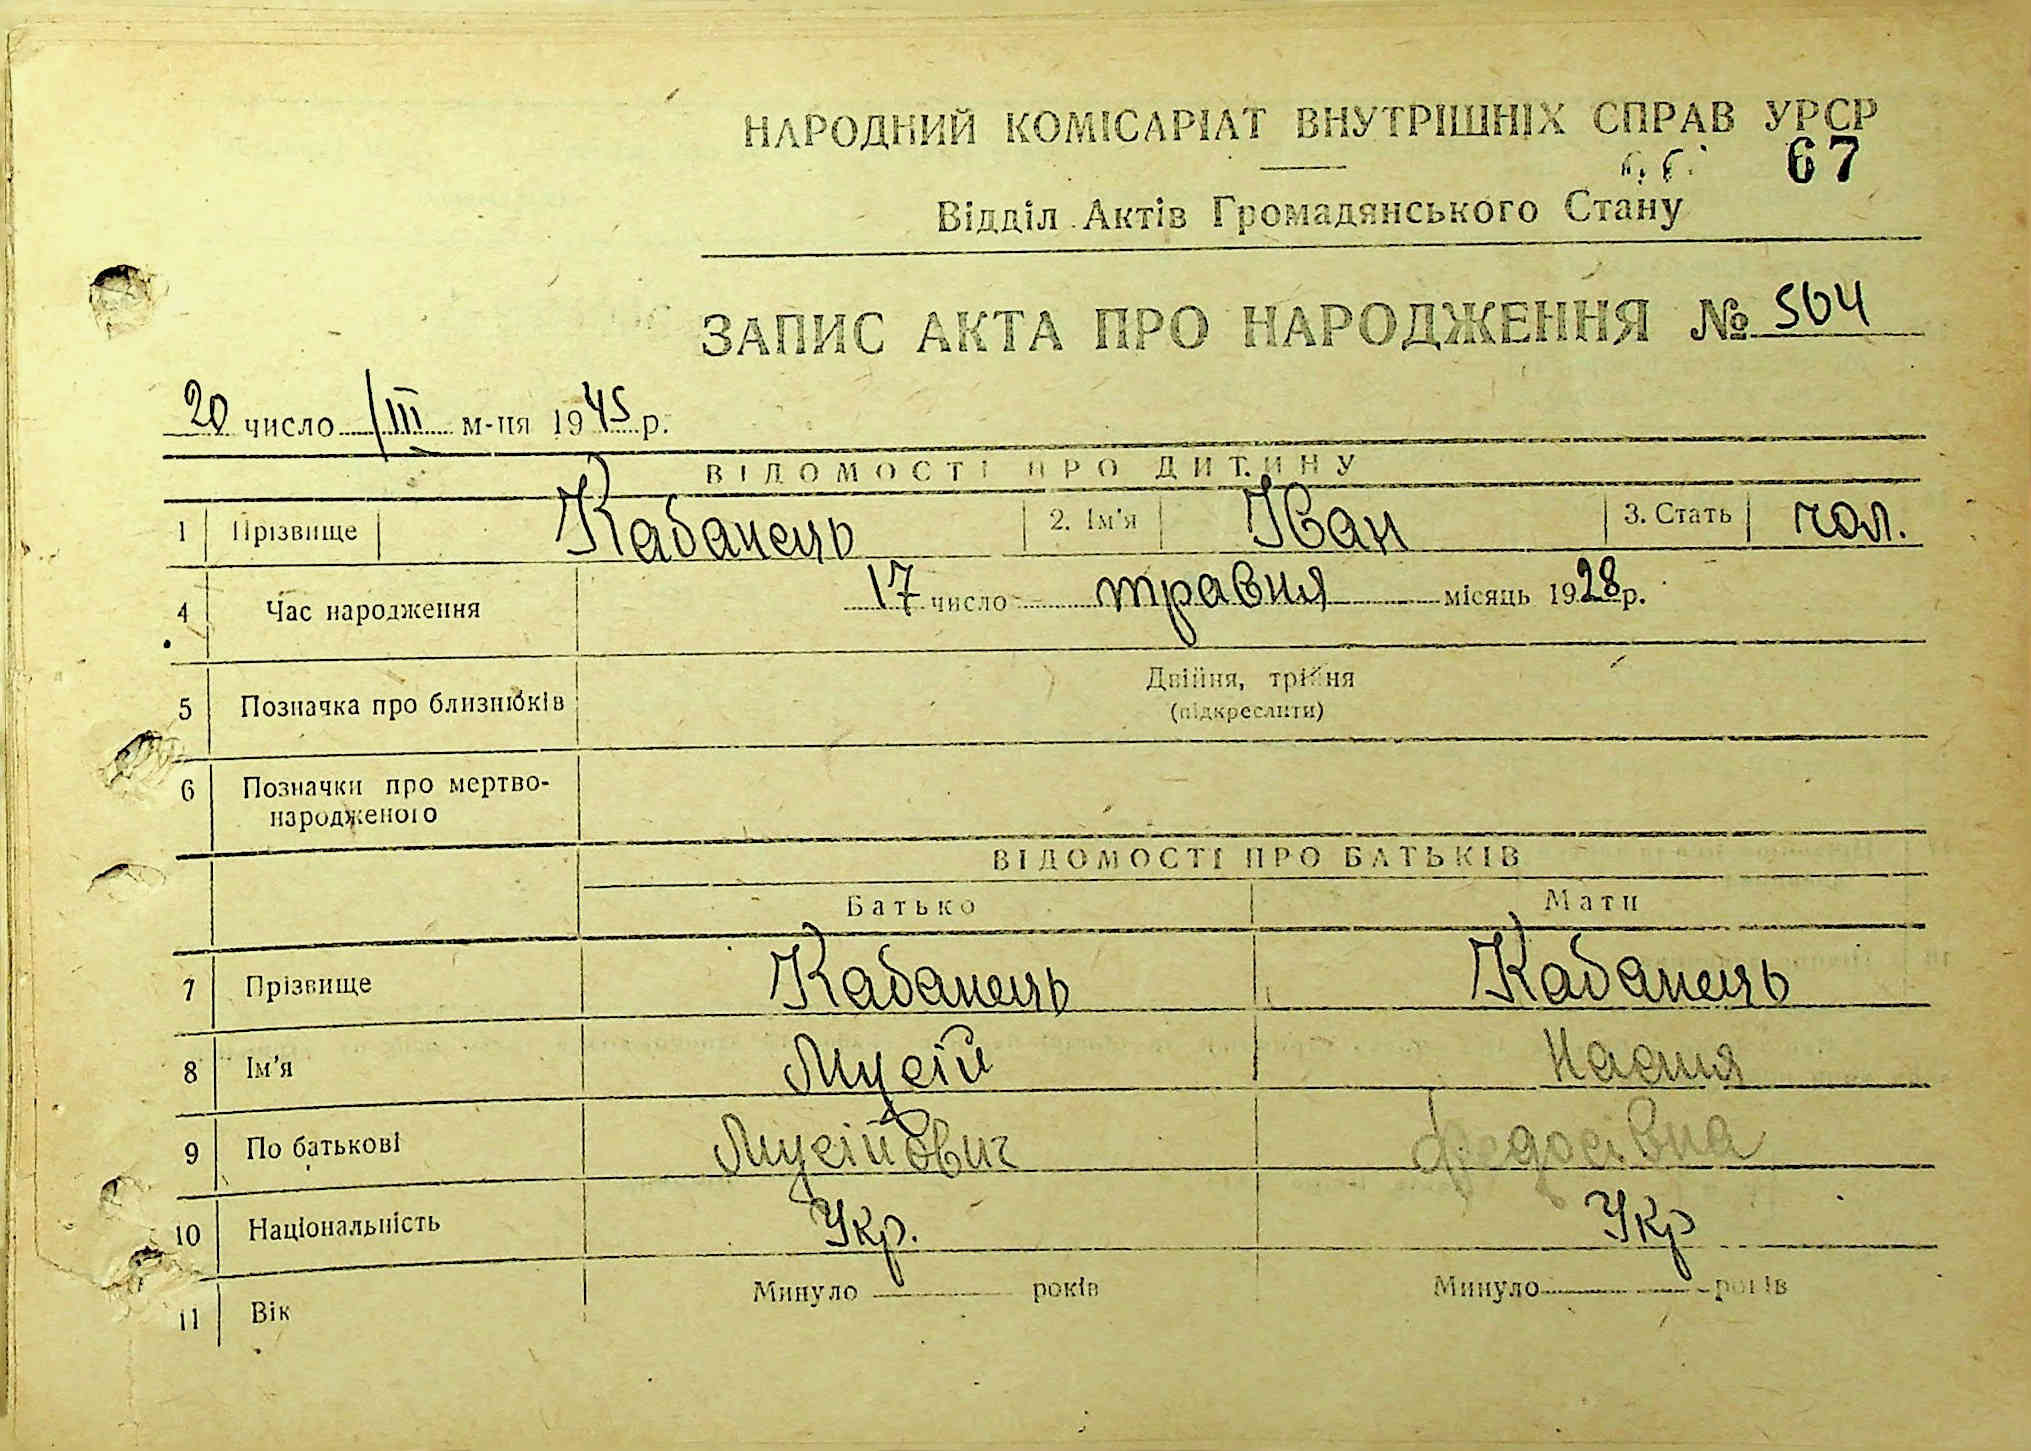 НАРОДНИЙ КОМІСАРІАТ ВНУТРІШНІХ СПРАВ УРСР
67
Відділ Актів Громадянського Стану
ЗАПИС АКТА ПРО НАРОДЖЕННЯ № 504
20 число /III м-ця 1945 р.
ВІДОМОСТІ ПРО ДИТИНУ
1 Прізвище Кабанець 2. Ім'я Іван 3. Стать чол.
4 Час народження 17 число травня місяць 1928 р.
5 Позначка про близнюків Двійня, трійня
(підкреслити)
6 Позначки про мертво-
народженого
ВІДОМОСТІ ПРО БАТЬКІВ
Батько Мати
7 Прізвище Кабанець Кабанець
8 Ім'я Мусій Настя
9 По батькові Мусійович Федосівна
10 Національність Укр. Укр
11 Вік Минуло років Минуло років